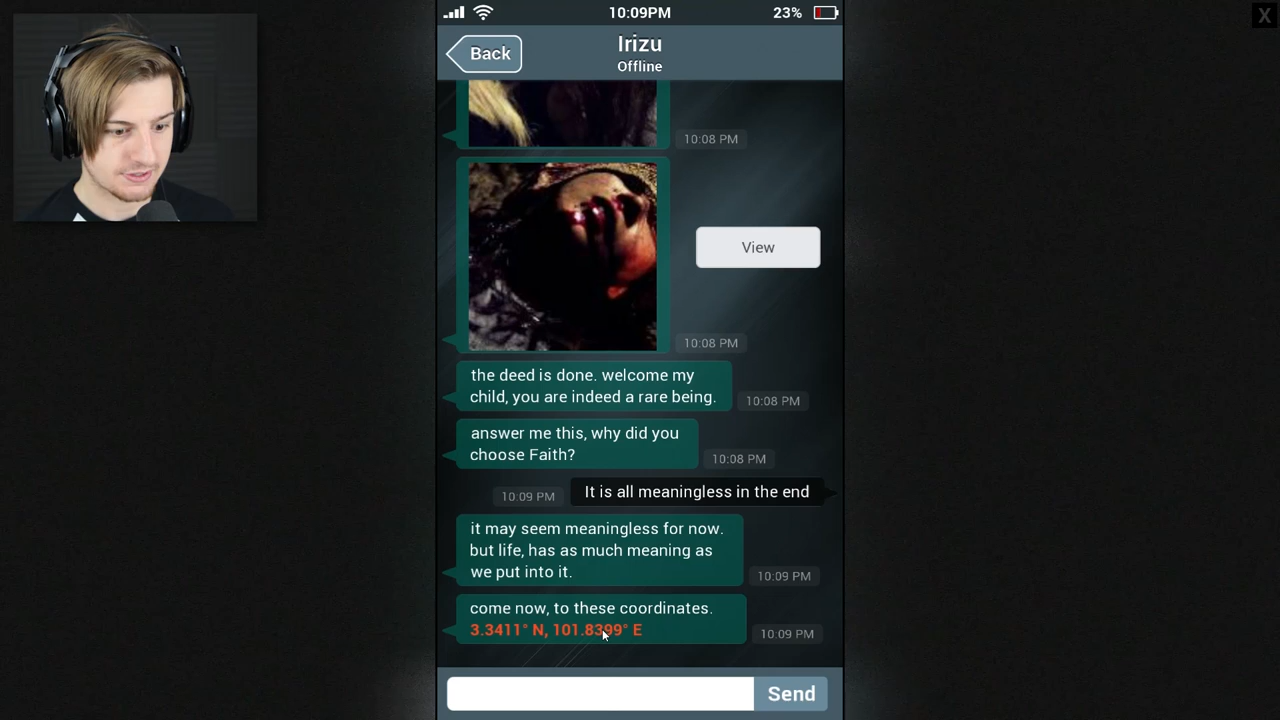 10:09PM
23%
X
Back
Irizu
Offline
10:08 PM
View
10:08 PM
the deed is done. welcome my
child, you are indeed a rare being.
10:08 PM
answer me this, why did you
choose Faith?
10:08 PM
10:09 PM
It is all meaningless in the end
it may seem meaningless for now.
but life, has as much meaning as
we put into it.
10:09 PM
come now, to these coordinates.
3.3411° N, 101.8399° E
10:09 PM
Send